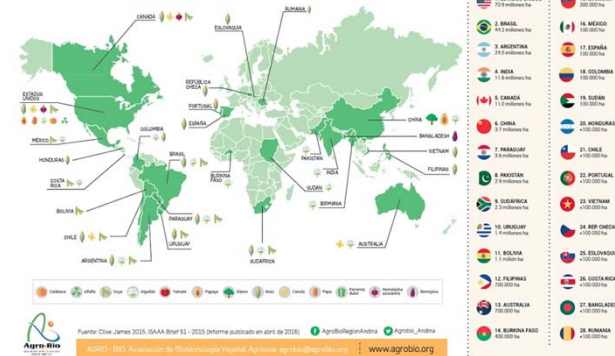 70.9 millones ha
300 000 ha
2. BRASIL
44.2 millones ha
16. MÉXICO
100 000 ha
3. ARGENTINA
24.5 millones ha
17. ESPAÑA
100 000 ha
4. INDIA
11.6 millones ha
18. COLOMBIA
100 000 ha
5. CANADÁ
11.0 millones ha
19. SUDÁN
100 000 ha
6. CHINA
3.7 millones ha
20. HONDURAS
<100 000 ha
7. PARAGUAY
3.6 millones ha
21. CHILE
<100 000 ha
8. PAKISTÁN
2.9 millones ha
22. PORTUGAL
<100 000 ha
9. SUDÁFRICA
2.3 millones ha
23. VIETNAM
<100 000 ha
10. URUGUAY
1.4 millones ha
24. REP. CHECA
<100 000 ha
11. BOLIVIA
1.1 millón ha
25. ESLOVAQUIA
<100 000 ha
12. FILIPINAS
700 000 ha
26. COSTA RICA
<100 000 ha
13. AUSTRALIA
700 000 ha
27. BANGLADES
<100 000 ha
14. BURKINA FASO
400 000 ha
28. RUMANIA
<100 000 ha
CANADÁ
RUMANIA
ESLOVAQUIA
REPÚBLICA
CHECA
ESTADOS
UNIDOS
PORTUGAL
ESPAÑA
CHINA
MÉXICO
COLOMBIA
BANGLADESH
HONDURAS
BRASIL
PAKISTÁN
VIETNAM
COSTA
RICA
BURKINA
FASO
INDIA
FILIPINAS
SUDÁN
BIRMANIA
BOLIVIA
PARAGUAY
CHILE
URUGUAY
AUSTRALIA
ARGENTINA
SUDÁFRICA
Calabaza Alfalfa Soya Algodón Tomate Papaya Álamo Maíz Canola Papa Pimiento dulce Remolacha azucarera Berenjena
Agro-Bio
Fuente: Clive James 2015, ISAAA Brief 51 - 2015 (Informe publicado en abril de 2016)
AgroBioRegionAndina
Agrobio_Andina
AGRO - BIO, Asociación de Biotecnología Vegetal Agrícola: agrobio@agrobio.org
www.agrobio.org